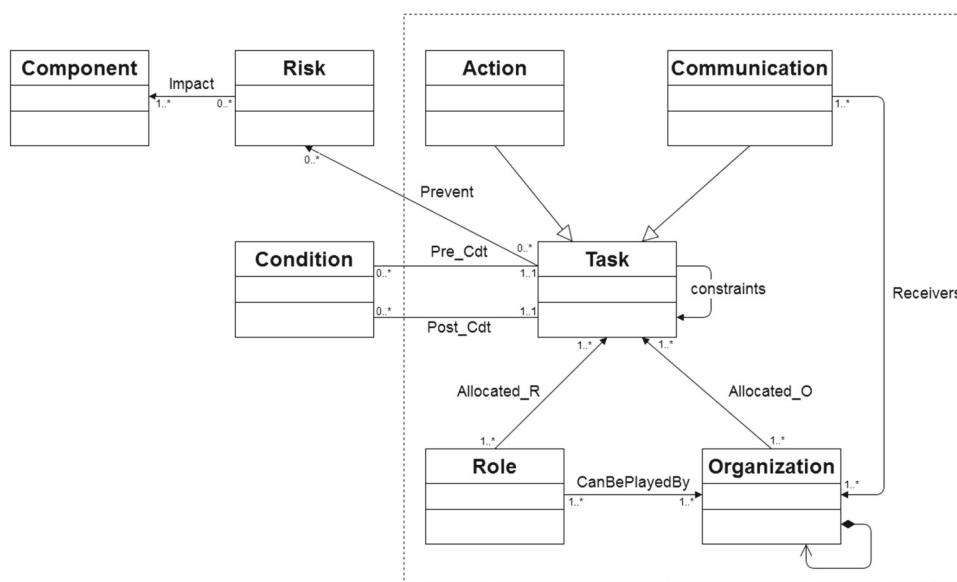 Component
Risk
Action
Communication
Impact
1..*
0..*
1..*
0..*
Prevent
Condition
Pre_Cdt
0..*
Task
0..*
1..1
constraints
Receivers
0..*
1..1
Post_Cdt
1..*
1..*
Allocated_R
Allocated_O
1..*
1..*
Role
CanBePlayedBy
Organization
1..*
1..*
1..*